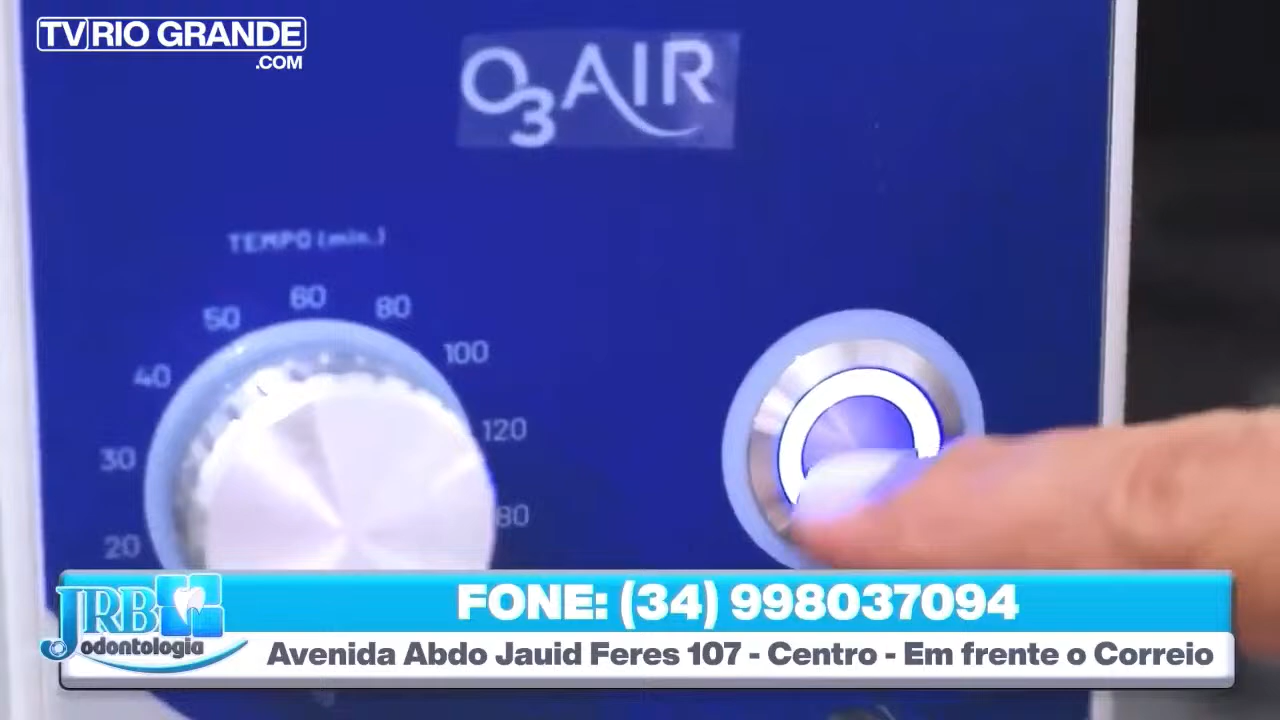 TV RIO GRANDE
.COM
O3AIR
TEMPO (min.)
60
50
80
40
100
30
120
20
FONE: (34) 998037094
JRB
odontologia
Avenida Abdo Jauid Feres 107 - Centro - Em frente o Correio